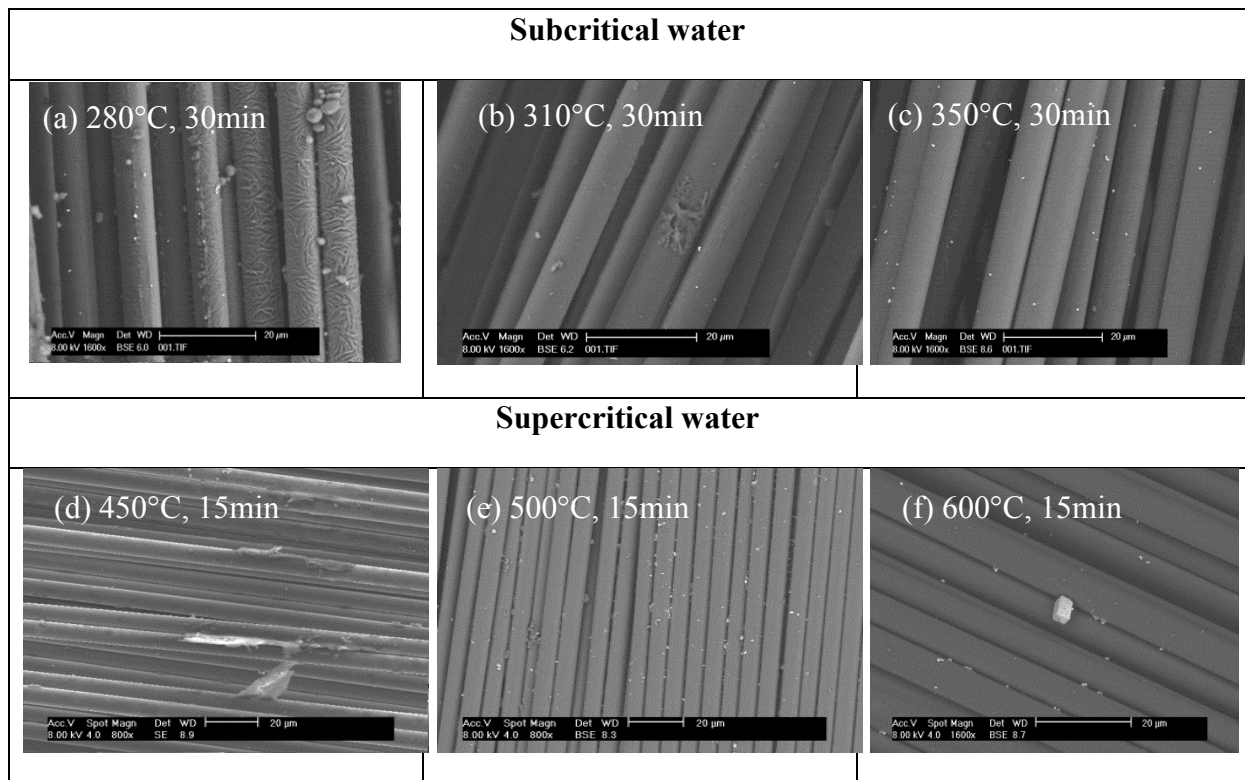 Subcritical water
(a) 280°C, 30min
Acc.V Magn Det WD 20 µm
8.00 kV 1600x BSE 6.0 001.TIF
(b) 310°C, 30min
Acc.V Magn Det WD 20 µm
8.00 kV 1600x BSE 6.2 001.TIF
(c) 350°C, 30min
Acc.V Magn Det WD 20 µm
8.00 kV 1600x BSE 8.6 001.TIF
Supercritical water
(d) 450°C, 15min
Acc.V Spot Magn Det WD 20 µm
8.00 kV 4.0 800x SE 8.9
(e) 500°C, 15min
Acc.V Spot Magn Det WD 20 µm
8.00 kV 4.0 800x BSE 8.3
(f) 600°C, 15min
Acc.V Spot Magn Det WD 20 µm
8.00 kV 4.0 1600x BSE 8.7